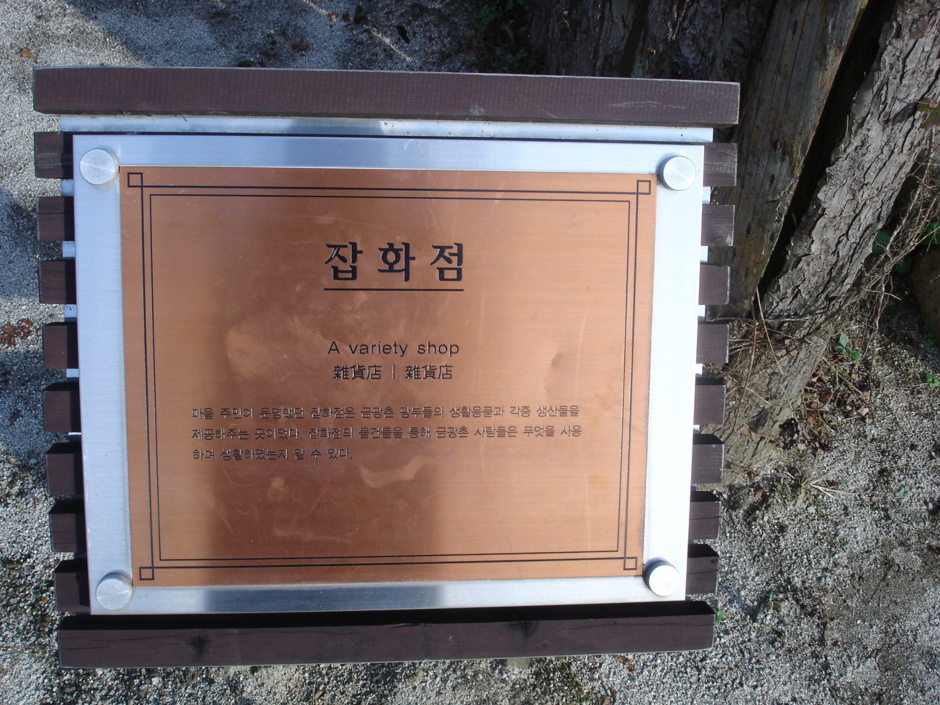 잡화점
A variety shop
雜貨店 | 雜貨店
마을 주민이 운영했던 잡화점은 금광촌 광부들의 생활용품과 각종 생산물을
제공해주는 곳이었다. 잡화점의 물건들을 통해 금광촌 사람들은 무엇을 사용
하며 생활하였는지 알 수 있다.